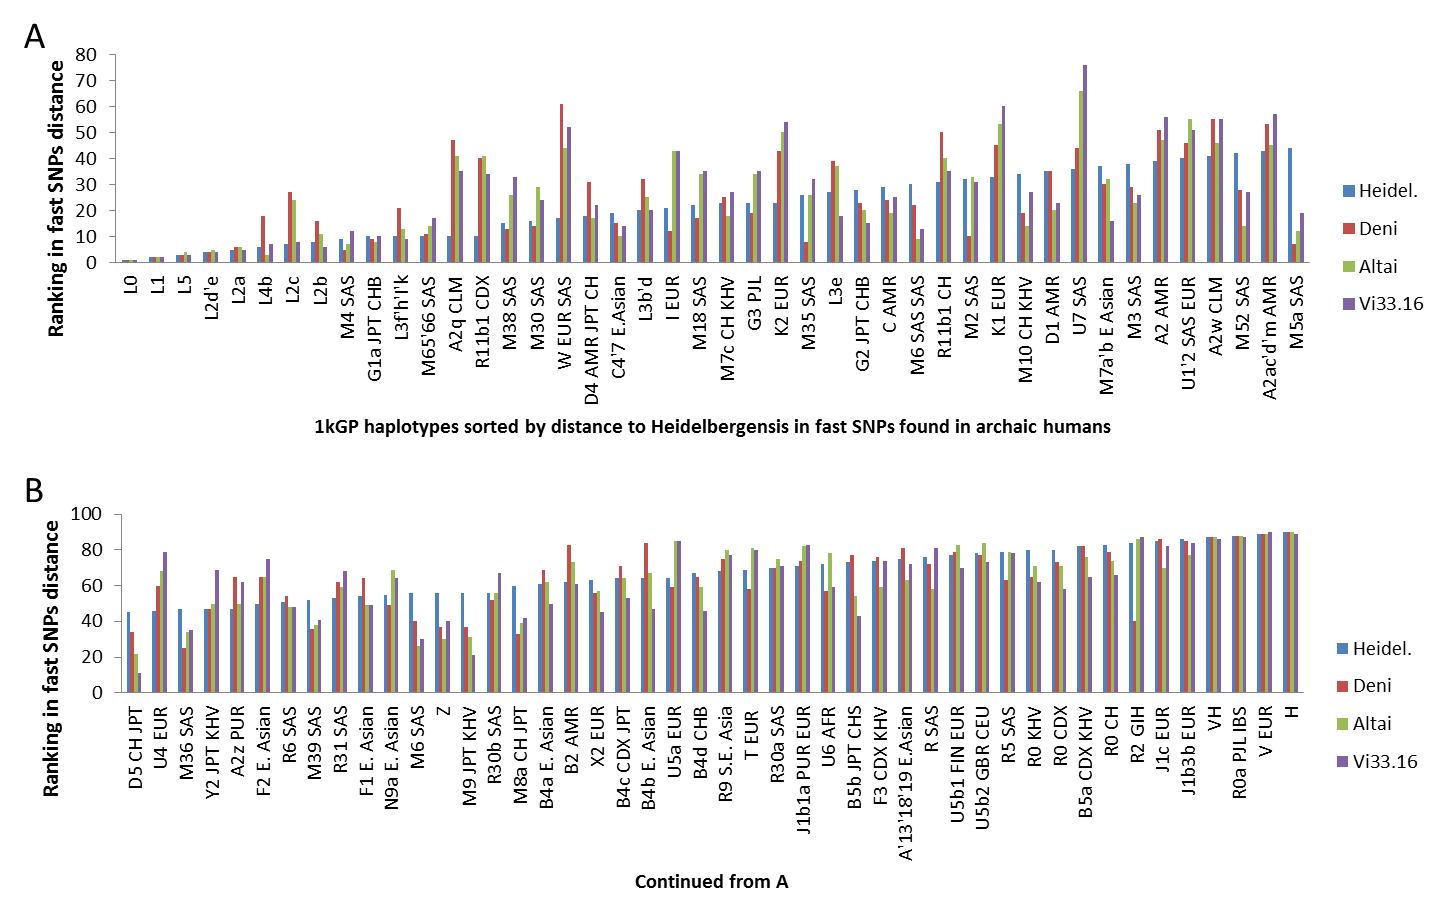 A
Ranking in fast SNPs distance
80
70
60
50
40
30
20
10
0
L0
L1
L5
L2d'e
L2a
L4b
L2c
L2b
M4 SAS
G1a JPT CHB
L3f'h'i'k
M65'66 SAS
A2q CLM
R11b1 CDX
M38 SAS
M30 SAS
W EUR SAS
D4 AMR JPT CH
C4'7 E.Asian
L3b'd
I EUR
M18 SAS
M7c CH KHV
G3 PJL
K2 EUR
M35 SAS
L3e
G2 JPT CHB
C AMR
M6 SAS SAS
R11b1 CH
M2 SAS
K1 EUR
M10 CH KHV
D1 AMR
U7 SAS
M7a'b E Asian
M3 SAS
A2 AMR
U1'2 SAS EUR
A2w CLM
M52 SAS
A2ac'd'm AMR
M5a SAS
Heidel.
Deni
Altai
Vi33.16
1kGP haplotypes sorted by distance to Heidelbergensis in fast SNPs found in archaic humans
B
Ranking in fast SNPs distance
100
80
60
40
20
0
D5 CH JPT
U4 EUR
M36 SAS
Y2 JPT KHV
A2z PUR
F2 E. Asian
R6 SAS
M39 SAS
R31 SAS
F1 E. Asian
N9a E. Asian
M6 SAS
Z
M9 JPT KHV
R30b SAS
M8a CH JPT
B4a E. Asian
B2 AMR
X2 EUR
B4c CDX JPT
B4b E. Asian
U5a EUR
B4d CHB
R9 S.E. Asia
T EUR
R30a SAS
J1b1a PUR EUR
U6 AFR
B5b JPT CHS
F3 CDX KHV
A'13'18'19 E.Asian
R SAS
U5b1 FIN EUR
U5b2 GBR CEU
R5 SAS
R0 KHV
R0 CDX
B5a CDX KHV
R0 CH
R2 GIH
J1c EUR
J1b3b EUR
VH
R0a PJL IBS
V EUR
H
Heidel.
Deni
Altai
Vi33.16
Continued from A